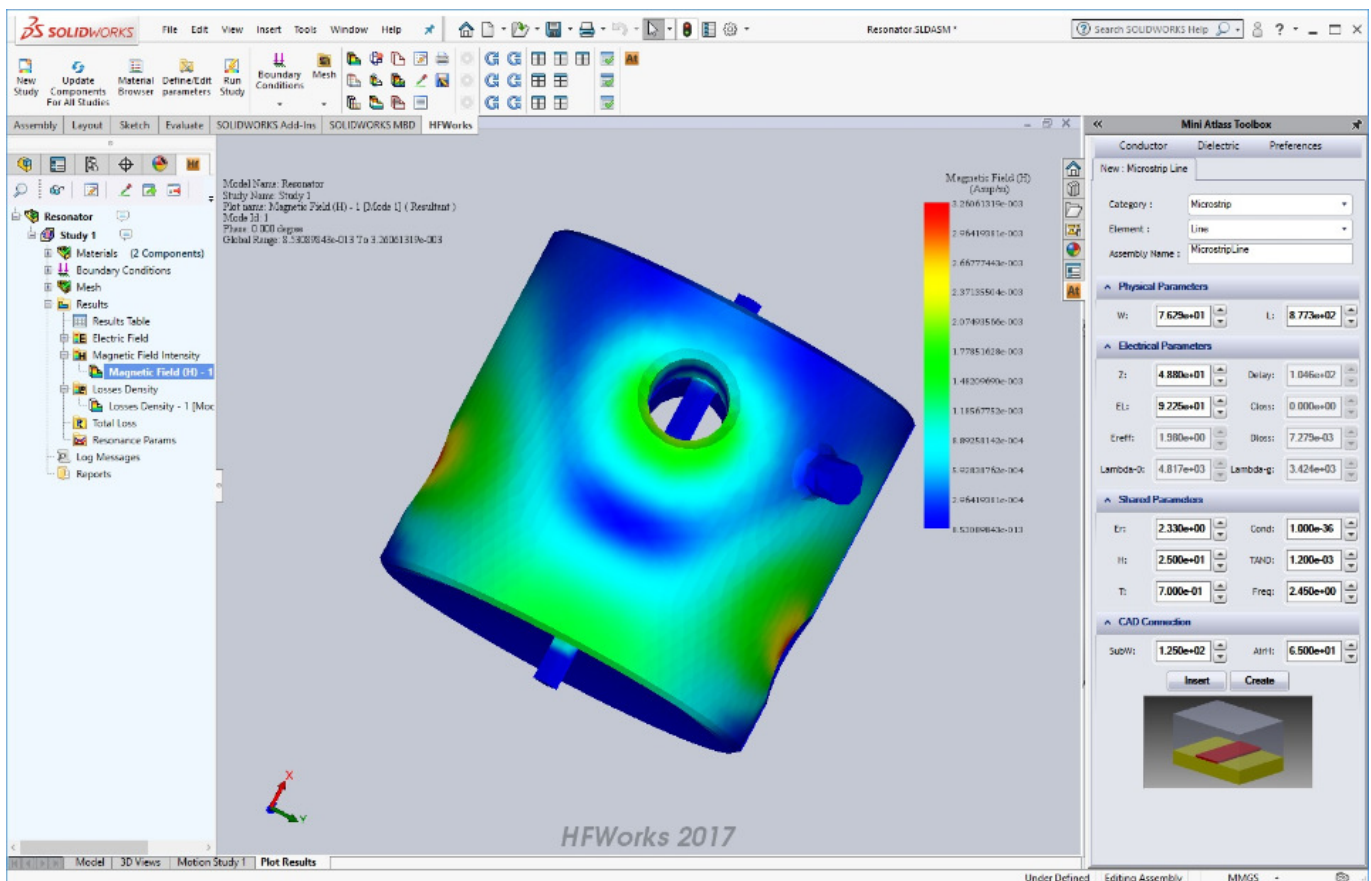 3S SOLIDWORKS File Edit View Insert Tools Window Help Resonator.SLDASM * Search SOLIDWORKS Help
New Study
Update Components For All Studies
Material Browser
Define/Edit parameters
Run Study
Boundary Conditions
Mesh
Assembly Layout Sketch Evaluate SOLIDWORKS Add-Ins SOLIDWORKS MBD HFWorks
Resonator
Study 1
Materials (2 Components)
Boundary Conditions
Mesh
Results
Results Table
Electric Field
Magnetic Field Intensity
Magnetic Field (H) - 1
Losses Density
Losses Density - 1 [Moc
Total Loss
Resonance Params
Log Messages
Reports
Model Name: Resonator
Study Name: Study 1
Plot name: Magnetic Field (H) - 1 [Mode 1] ( Resultant )
Mode Id: 1
Phase: 0.000 degree
Global Range: 8.53089843e-013 To 3.26061319e-003
Magnetic Field (H)
(Amp/m)
3.26061319e-003
2.96419381e-003
2.66777443e-003
2.37135504e-003
2.07493566e-003
1.77851628e-003
1.48209690e-003
1.18567752e-003
8.89258142e-004
5.92838762e-004
2.96419381e-004
8.53089843e-013
HFWorks 2017
X
Y
Mini Atlass Toolbox
Conductor Dielectric Preferences
New : Microstrip Line
Category : Microstrip
Element : Line
Assembly Name : MicrostripLine
Physical Parameters
W: 7.629e+01 L: 8.773e+02
Electrical Parameters
Z: 4.880e+01 Delay: 1.046e+02
EL: 9.225e+01 Closs: 0.000e+00
Ereff: 1.980e+00 Dloss: 7.279e-03
Lambda-0: 4.817e+03 Lambda-g: 3.424e+03
Shared Parameters
Er: 2.330e+00 Cond: 1.000e-36
H: 2.500e+01 TAND: 1.200e-03
T: 7.000e-01 Freq: 2.450e+00
CAD Connection
SubW: 1.250e+02 AirH: 6.500e+01
Insert Create
Model 3D Views Motion Study 1 Plot Results
Under Defined Editing Assembly MMGS